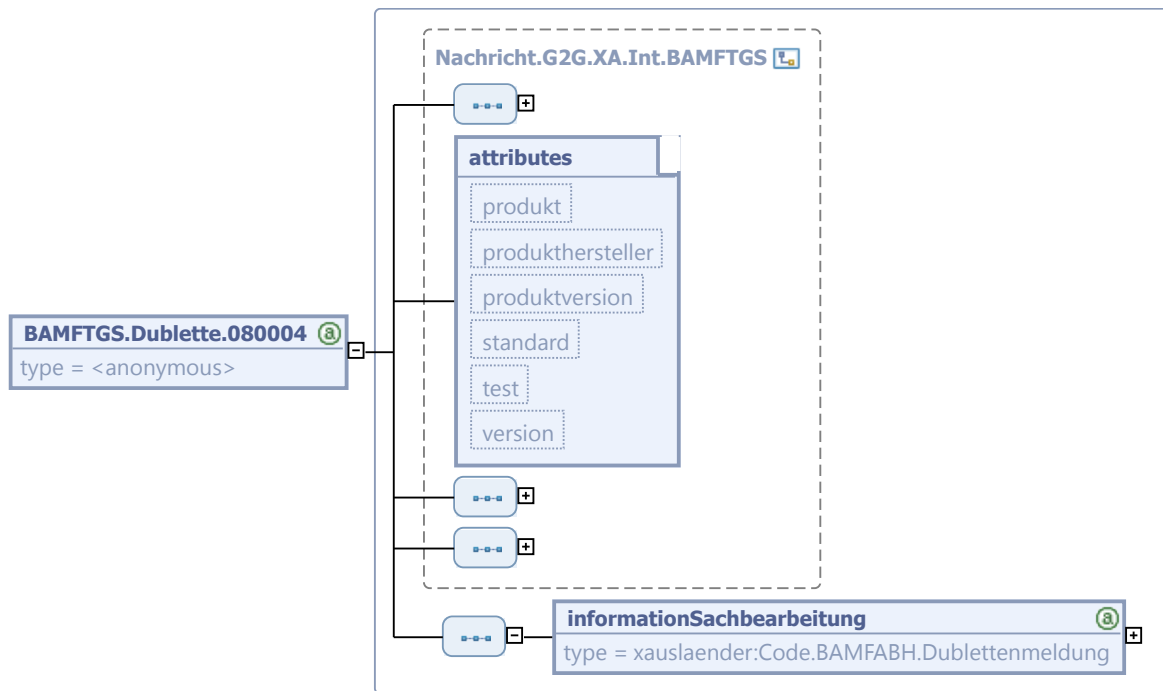 Nachricht.G2G.XA.Int.BAMFTGS
attributes
produkt
produkthersteller
produktversion
standard
test
version
BAMFTGS.Dublette.080004
type = <anonymous>
informationSachbearbeitung
type = xauslaender:Code.BAMFABH.Dublettenmeldung